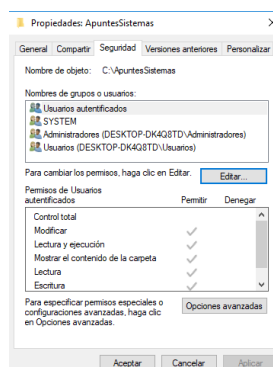 Propiedades: ApuntesSistemas
General Compartir Seguridad Versiones anteriores Personalizar
Nombre de objeto: C:\ApuntesSistemas
Nombres de grupos o usuarios:
Usuarios autentificados
SYSTEM
Administradores (DESKTOP-DK4Q8TD\Administradores)
Usuarios (DESKTOP-DK4Q8TD\Usuarios)
Para cambiar los permisos, haga clic en Editar. Editar...
Permisos de Usuarios
autentificados Permitir Denegar
Control total
Modificar
Lectura y ejecución
Mostrar el contenido de la carpeta
Lectura
Escritura
Para especificar permisos especiales o
configuraciones avanzadas, haga clic
en Opciones avanzadas.
Opciones avanzadas
Aceptar Cancelar Aplicar